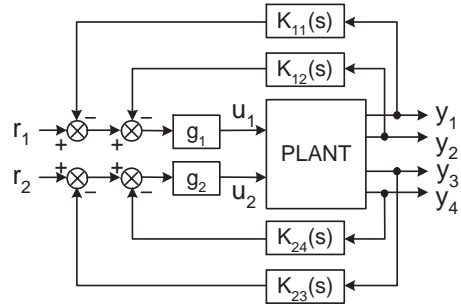 K₁₁(s)
K₁₂(s)
r₁ + − + − g₁ u₁ PLANT y₁
y₂
r₂ + − + − g₂ u₂ y₃
y₄
K₂₄(s)
K₂₃(s)